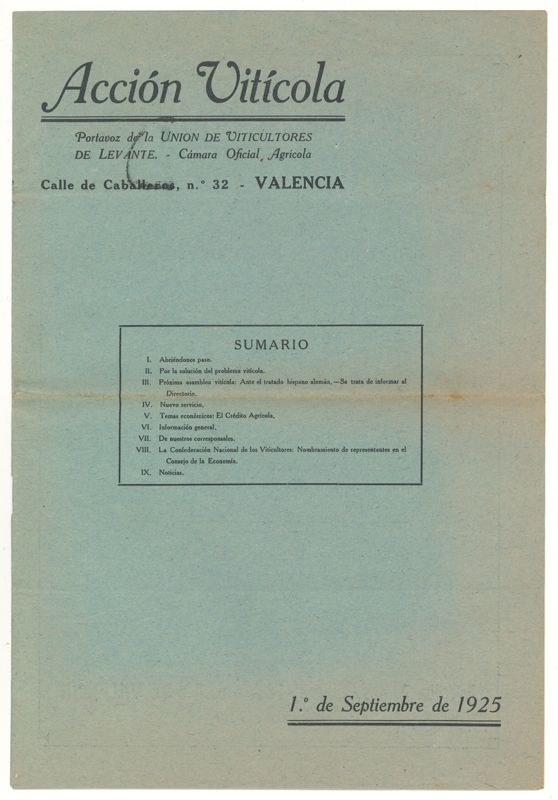 Acción Vitícola
Portavoz de la UNION DE VITICULTORES
DE LEVANTE. - Cámara Oficial Agrícola
Calle de Caballeros, n.° 32 - VALENCIA
SUMARIO
I. Abriéndonos paso.
II. Por la solución del problema vitícola.
III. Próxima asamblea vitícola: Ante el tratado hispano alemán.—Se trata de informar al
Directorio.
IV. Nuevo servicio.
V. Temas económicos: El Crédito Agrícola.
VI. Información general.
VII. De nuestros corresponsales.
VIII. La Confederación Nacional de los Viticultores: Nombramiento de representantes en el
Consejo de la Economía.
IX. Noticias.
1.° de Septiembre de 1925